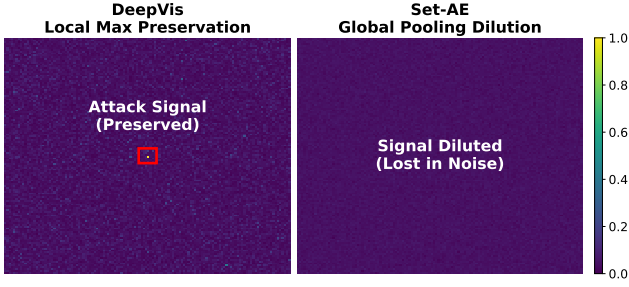 DeepVis
Local Max Preservation
Set-AE
Global Pooling Dilution
Attack Signal
(Preserved)
Signal Diluted
(Lost in Noise)
1.0
0.8
0.6
0.4
0.2
0.0